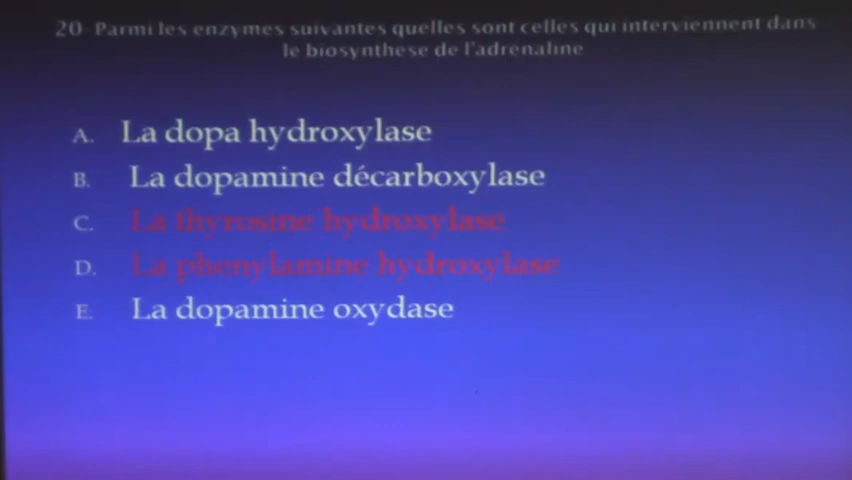 20- Parmi les enzymes suivantes quelles sont celles qui interviennent dans
le biosynthese de l'adrenaline
A. La dopa hydroxylase
B. La dopamine décarboxylase
C. La thyrosine hydroxylase
D. La phenylamine hydroxylase
E. La dopamine oxydase